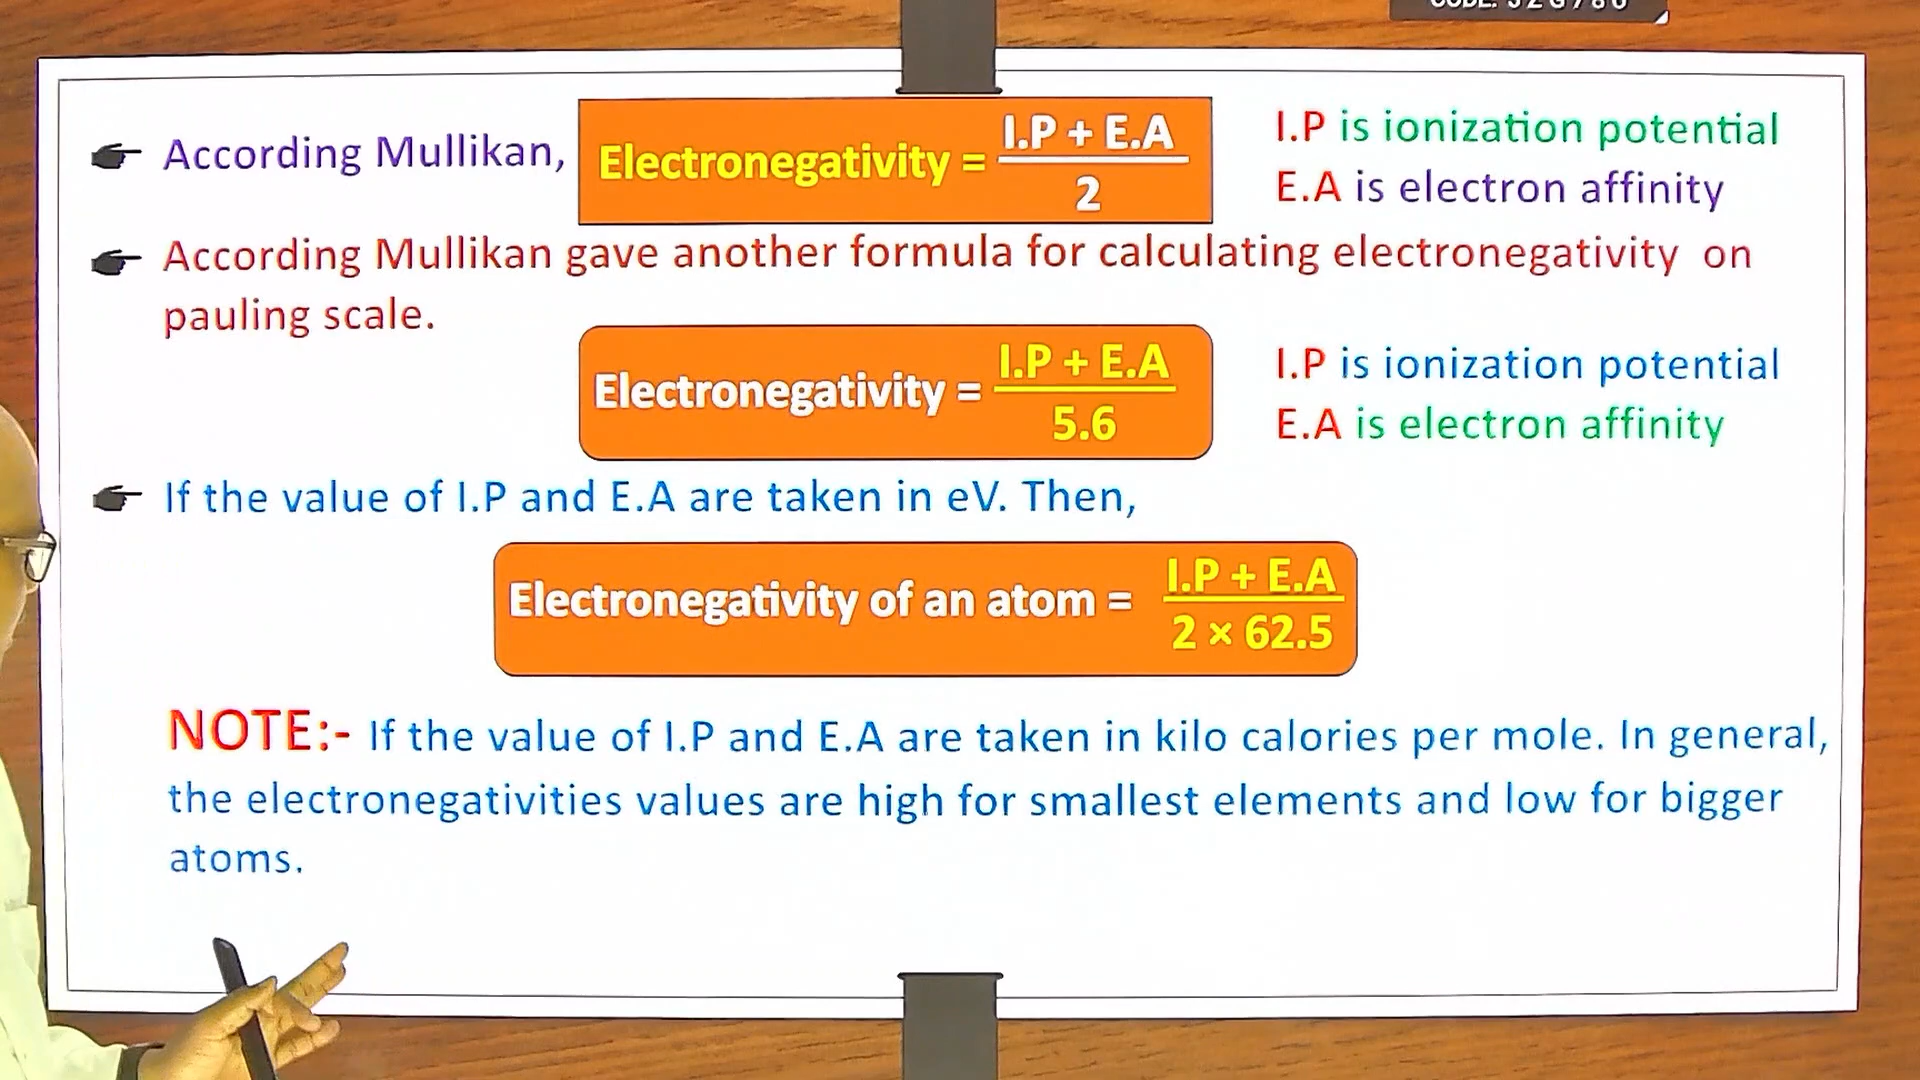 According Mullikan, Electronegativity = I.P + E.A / 2
I.P is ionization potential
E.A is electron affinity
According Mullikan gave another formula for calculating electronegativity on
pauling scale.
Electronegativity = I.P + E.A / 5.6
I.P is ionization potential
E.A is electron affinity
If the value of I.P and E.A are taken in eV. Then,
Electronegativity of an atom = I.P + E.A / 2 × 62.5
NOTE:- If the value of I.P and E.A are taken in kilo calories per mole. In general,
the electronegativities values are high for smallest elements and low for bigger
atoms.